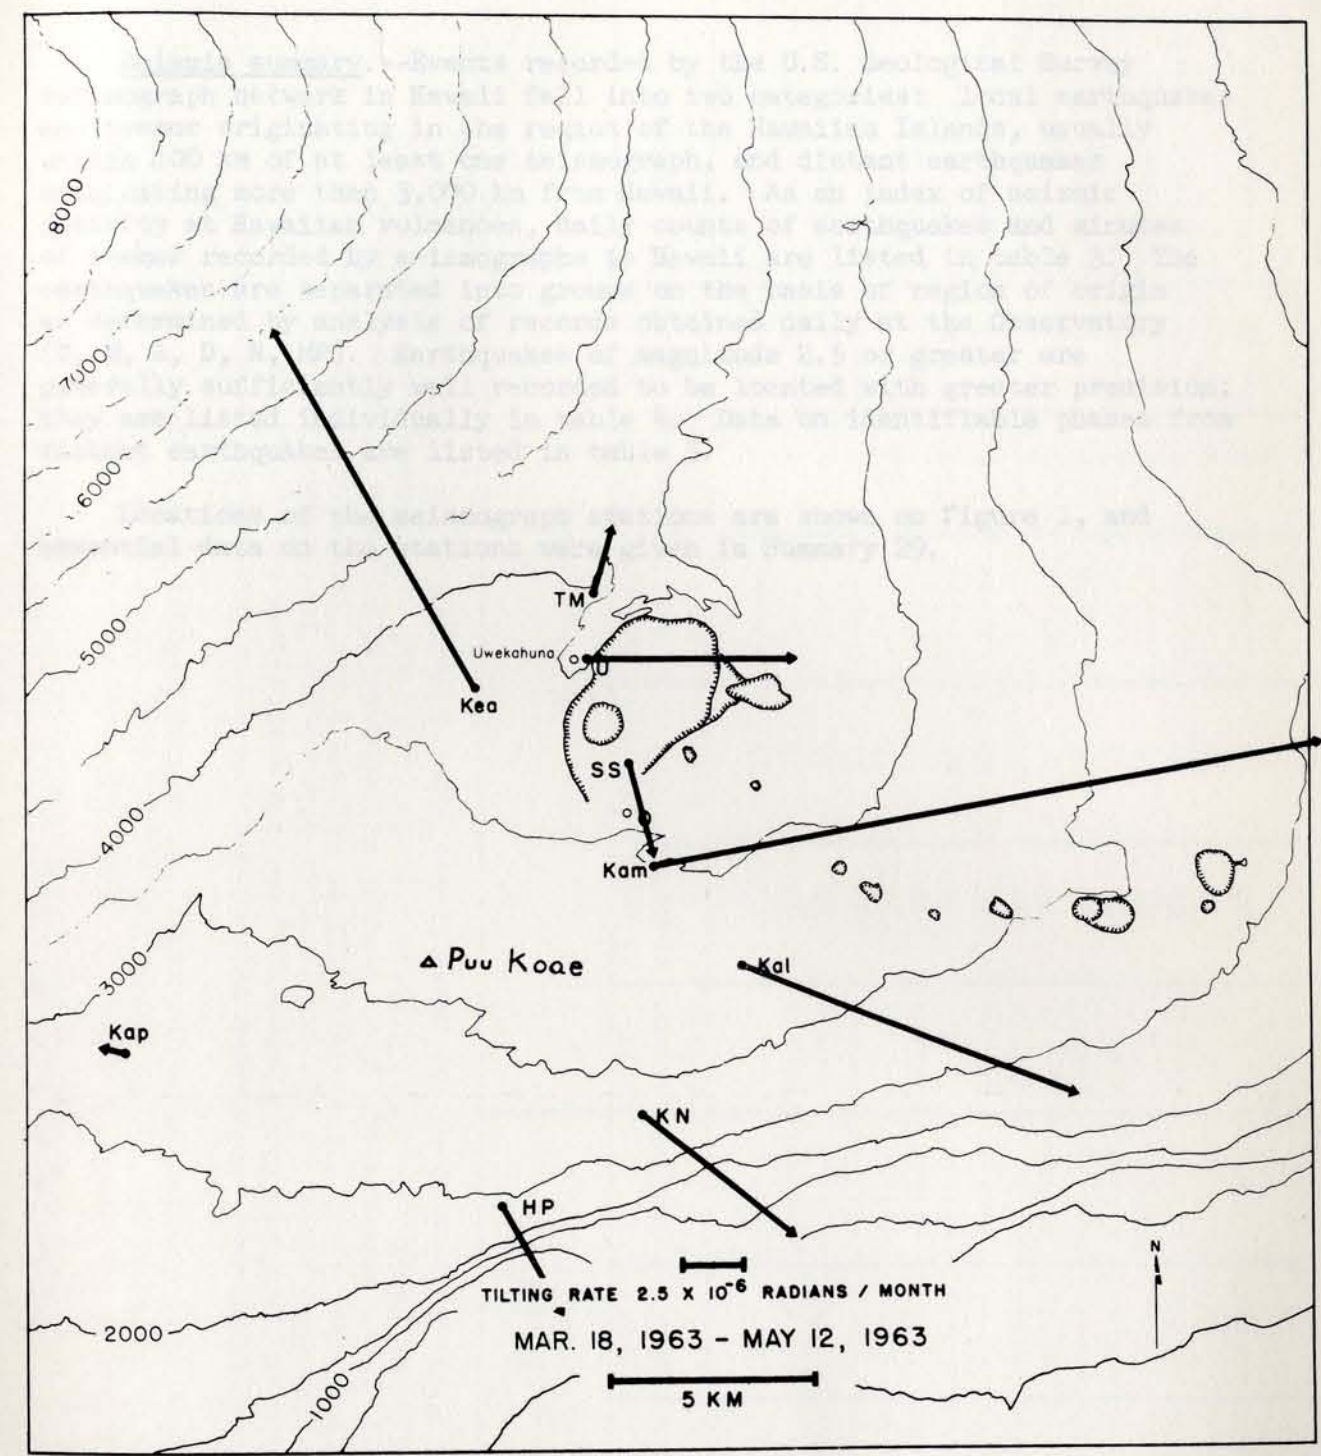 Seismic summary.--Events recorded by the U.S. Geological Survey
seismograph network in Hawaii fall into two categories: local earthquakes
originating in the region of the Hawaiian Islands, usually
km of at least one seismograph, and distant earthquakes
originating more than 3,000 km from Hawaii. As an index of seismic
activity at Hawaiian volcanoes, daily counts of earthquakes and minutes
of tremor recorded by seismographs in Hawaii are listed in table 3. The
earthquakes are separated into groups on the basis of region of origin
as determined by analysis of records obtained daily at the Observatory
Earthquakes of magnitude 2.5 or greater are
generally sufficiently well recorded to be located with greater precision;
they are listed individually in table Data on identifiable phases from
distant earthquakes are listed in table
Locations of the seismograph stations are shown on Figure 1, and
essential data on the stations were given in Summary 29.
8000
7000
6000
5000
4000
3000
2000
1000
TM
Uwekahuna
U
Kea
SS
Kam
Puu Koae
Kal
Kap
KN
HP
N
TILTING RATE 2.5 X 10⁻⁶ RADIANS / MONTH
MAR. 18, 1963 – MAY 12, 1963
5 KM